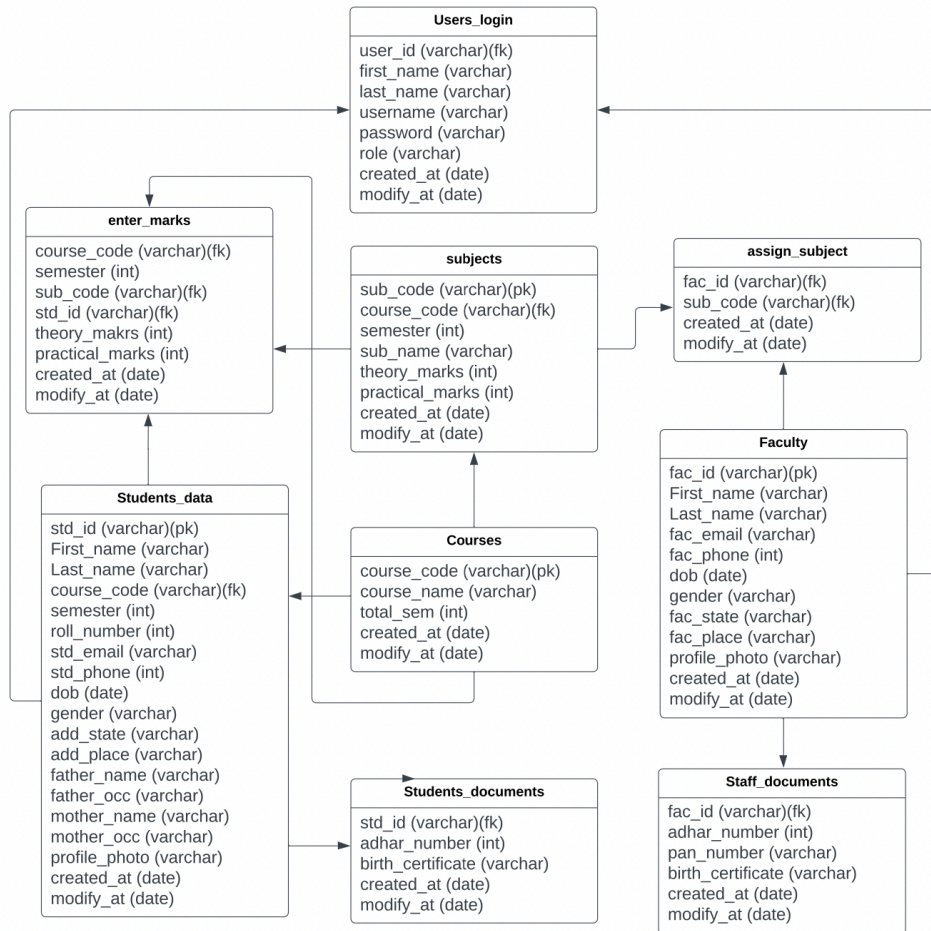 Users_login
user_id (varchar)(fk)
first_name (varchar)
last_name (varchar)
username (varchar)
password (varchar)
role (varchar)
created_at (date)
modify_at (date)
enter_marks
course_code (varchar)(fk)
semester (int)
sub_code (varchar)(fk)
std_id (varchar)(fk)
theory_makrs (int)
practical_marks (int)
created_at (date)
modify_at (date)
subjects
sub_code (varchar)(pk)
course_code (varchar)(fk)
semester (int)
sub_name (varchar)
theory_marks (int)
practical_marks (int)
created_at (date)
modify_at (date)
assign_subject
fac_id (varchar)(fk)
sub_code (varchar)(fk)
created_at (date)
modify_at (date)
Students_data
std_id (varchar)(pk)
First_name (varchar)
Last_name (varchar)
course_code (varchar)(fk)
semester (int)
roll_number (int)
std_email (varchar)
std_phone (int)
dob (date)
gender (varchar)
add_state (varchar)
add_place (varchar)
father_name (varchar)
father_occ (varchar)
mother_name (varchar)
mother_occ (varchar)
profile_photo (varchar)
created_at (date)
modify_at (date)
Courses
course_code (varchar)(pk)
course_name (varchar)
total_sem (int)
created_at (date)
modify_at (date)
Faculty
fac_id (varchar)(pk)
First_name (varchar)
Last_name (varchar)
fac_email (varchar)
fac_phone (int)
dob (date)
gender (varchar)
fac_state (varchar)
fac_place (varchar)
profile_photo (varchar)
created_at (date)
modify_at (date)
Students_documents
std_id (varchar)(fk)
adhar_number (int)
birth_certificate (varchar)
created_at (date)
modify_at (date)
Staff_documents
fac_id (varchar)(fk)
adhar_number (int)
pan_number (varchar)
birth_certificate (varchar)
created_at (date)
modify_at (date)